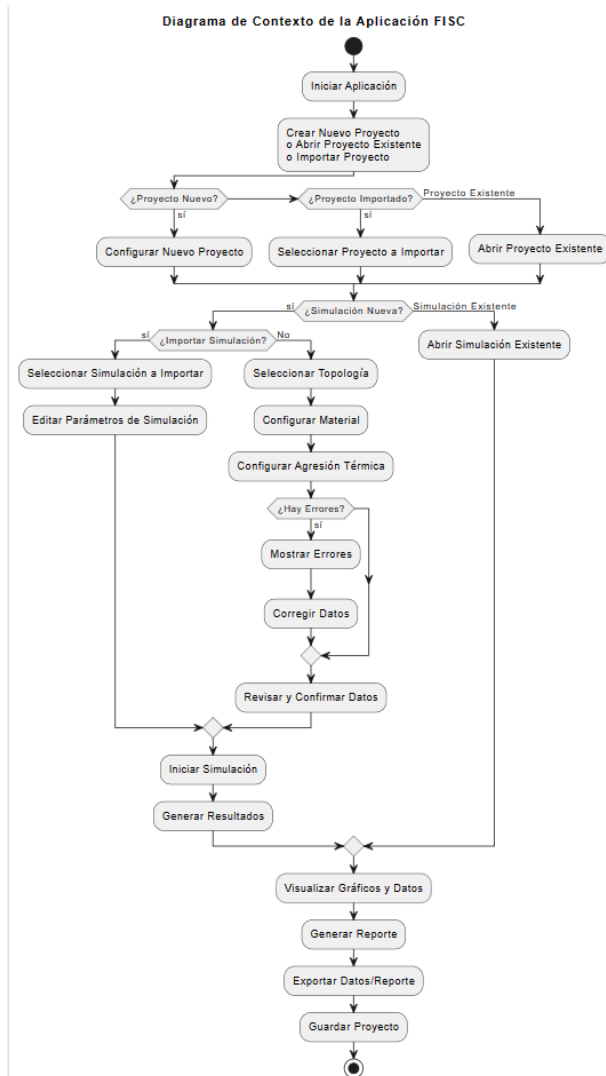 Diagrama de Contexto de la Aplicación FISC
Iniciar Aplicación
Crear Nuevo Proyecto
o Abrir Proyecto Existente
o Importar Proyecto
¿Proyecto Nuevo?
¿Proyecto Importado?
Proyecto Existente
sí
sí
Configurar Nuevo Proyecto
Seleccionar Proyecto a Importar
Abrir Proyecto Existente
sí
¿Simulación Nueva?
Simulación Existente
sí
¿Importar Simulación?
No
Abrir Simulación Existente
Seleccionar Simulación a Importar
Seleccionar Topología
Editar Parámetros de Simulación
Configurar Material
Configurar Agresión Térmica
¿Hay Errores?
sí
Mostrar Errores
Corregir Datos
Revisar y Confirmar Datos
Iniciar Simulación
Generar Resultados
Visualizar Gráficos y Datos
Generar Reporte
Exportar Datos/Reporte
Guardar Proyecto